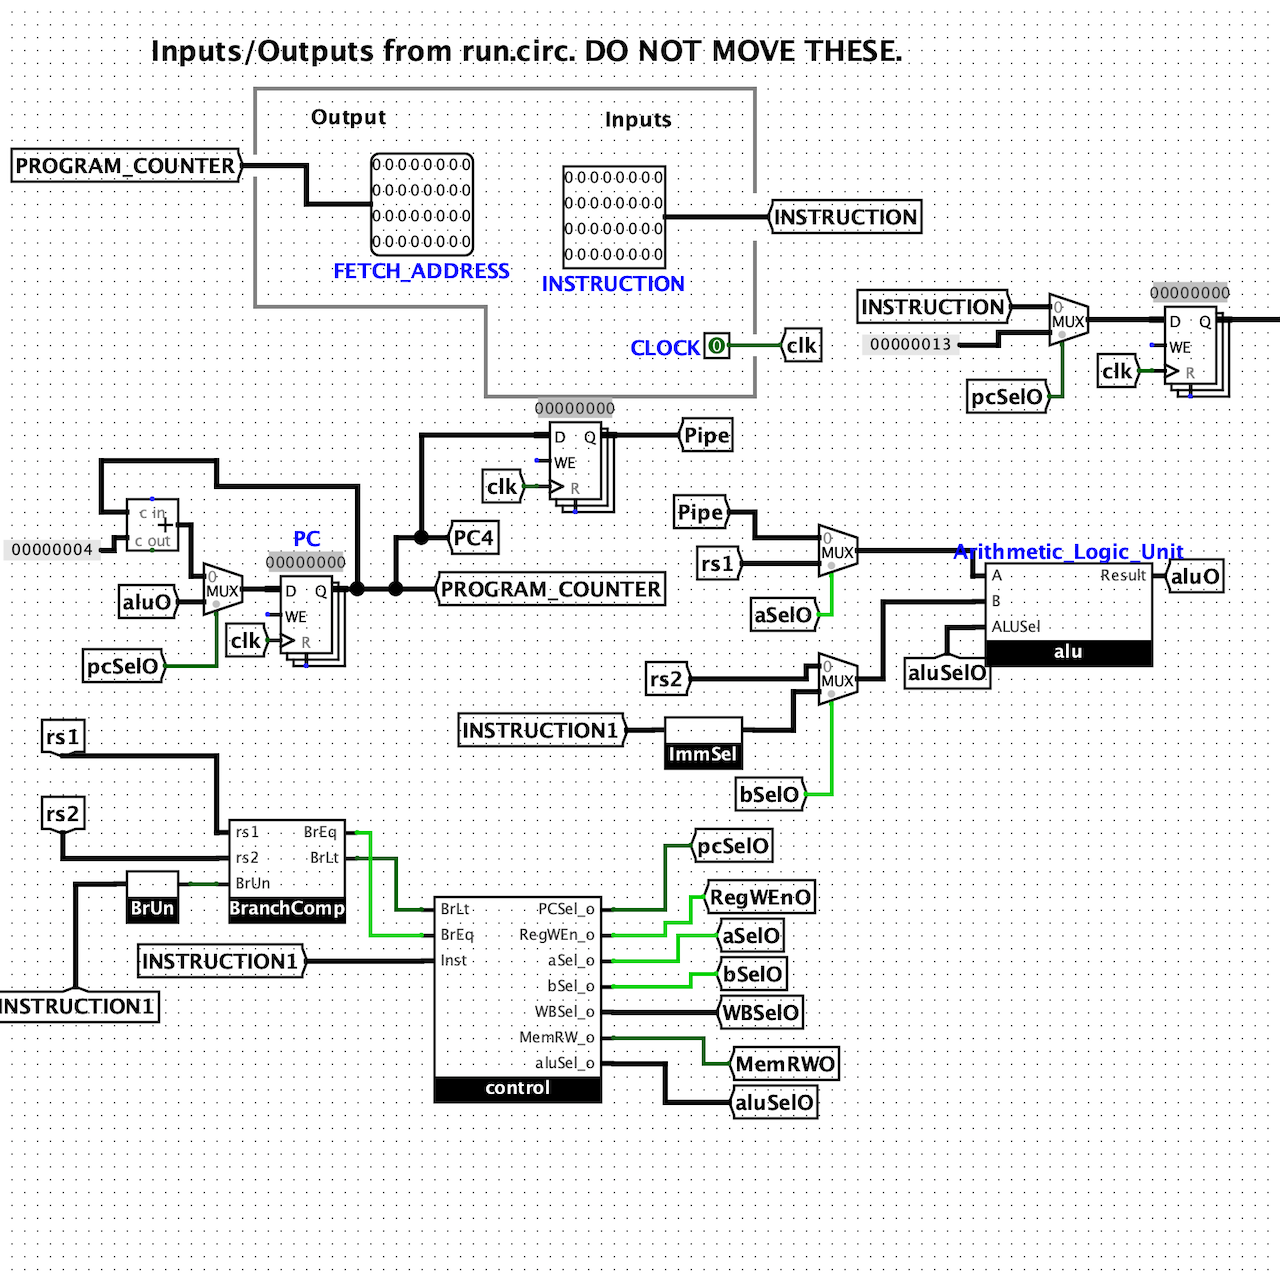 Inputs/Outputs from run.circ. DO NOT MOVE THESE.
Output
Inputs
PROGRAM_COUNTER
00000000
00000000
00000000
00000000
FETCH_ADDRESS
00000000
00000000
00000000
00000000
INSTRUCTION
INSTRUCTION
CLOCK 0 clk
INSTRUCTION
00000013
0
MUX
pcSelO
00000000
D Q
WE
R
clk
00000000
D Q
WE
R
clk
Pipe
PC4
PROGRAM_COUNTER
c in
+
c out
00000004
0
MUX
aluO
pcSelO
PC
00000000
D Q
WE
R
clk
Pipe
rs1
0
MUX
aSelO
Arithmetic_Logic_Unit
A Result
B
ALUSel
alu
aluO
aluSelO
rs2
0
MUX
INSTRUCTION1
ImmSel
bSelO
rs1
rs2
rs1 BrEq
rs2 BrLt
BrUn
BranchComp
BrUn
INSTRUCTION1
INSTRUCTION1
BrLt PCSel_o
BrEq RegWEn_o
Inst aSel_o
bSel_o
WBSel_o
MemRW_o
aluSel_o
control
pcSelO
RegWEnO
aSelO
bSelO
WBSelO
MemRWO
aluSelO